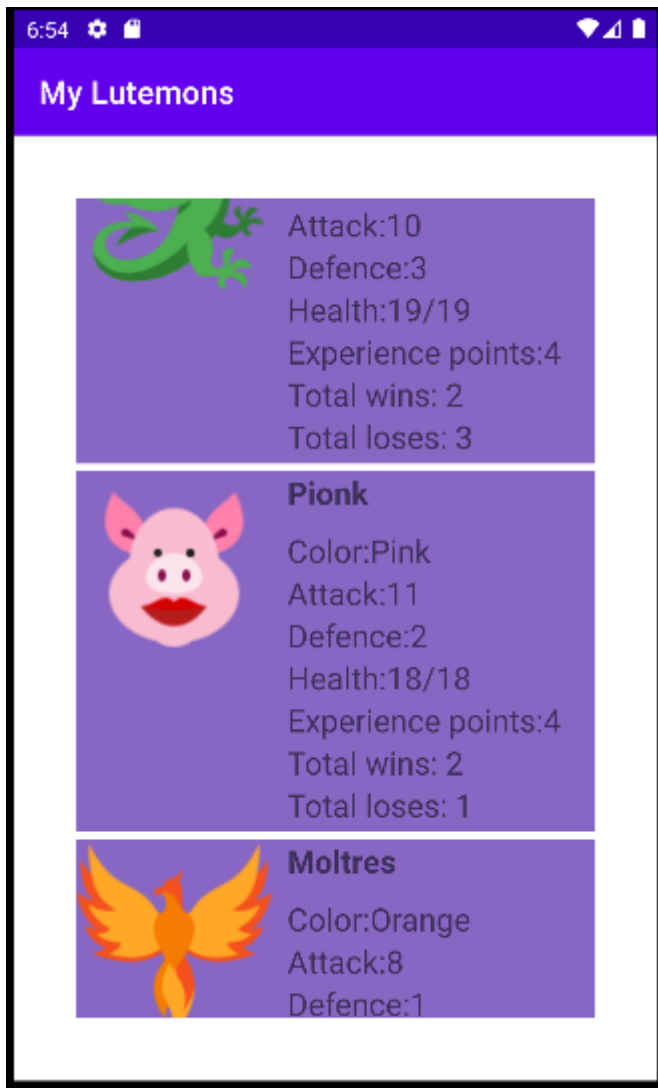 6:54
My Lutemons
Attack:10
Defence:3
Health:19/19
Experience points:4
Total wins: 2
Total loses: 3
Pionk
Color:Pink
Attack:11
Defence:2
Health:18/18
Experience points:4
Total wins: 2
Total loses: 1
Moltres
Color:Orange
Attack:8
Defence:1